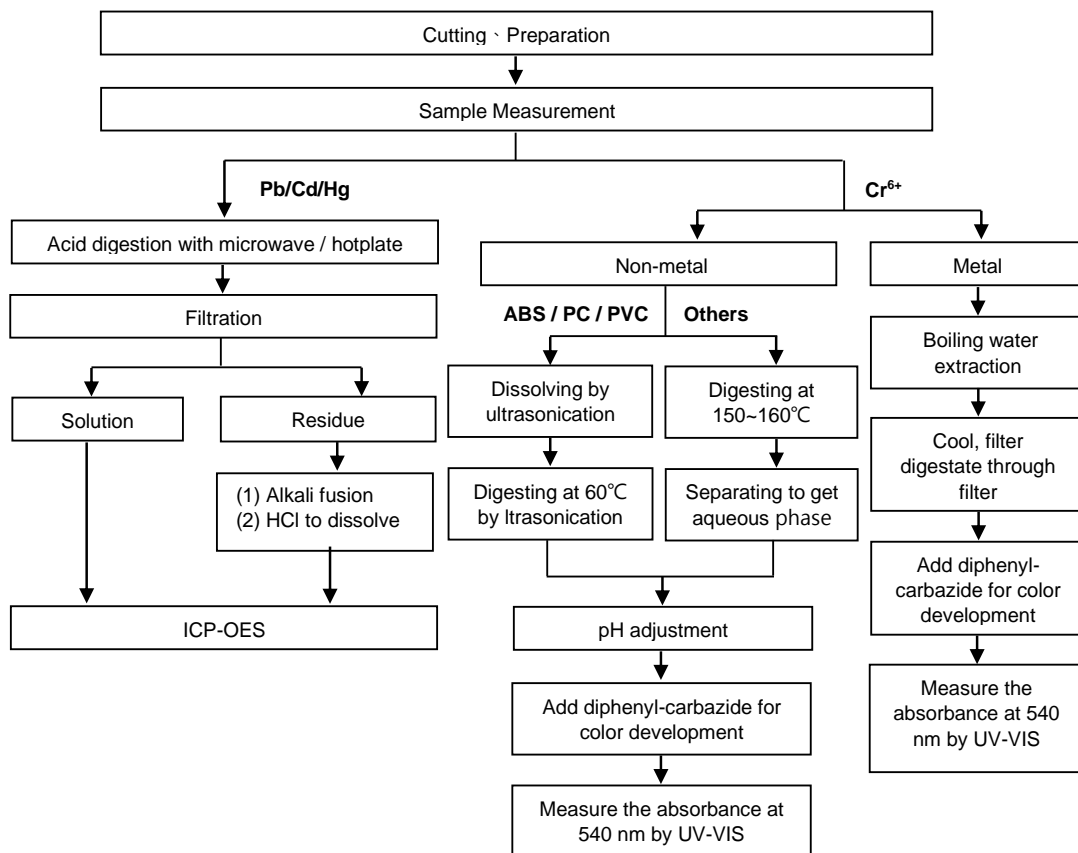 Cutting、Preparation
Sample Measurement
Pb/Cd/Hg
Cr6+
Acid digestion with microwave / hotplate
Filtration
Solution
Residue
(1) Alkali fusion
(2) HCl to dissolve
ICP-OES
Non-metal
ABS / PC / PVC
Others
Dissolving by
ultrasonication
Digesting at
150~160℃
Digesting at 60℃
by ltrasonication
Separating to get
aqueous phase
pH adjustment
Add diphenyl-carbazide for
color development
Measure the absorbance at
540 nm by UV-VIS
Metal
Boiling water
extraction
Cool, filter
digestate through
filter
Add diphenyl-
carbazide for color
development
Measure the
absorbance at 540
nm by UV-VIS